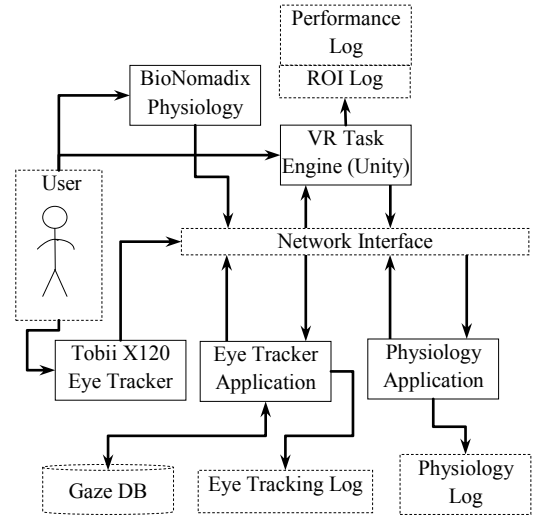 Performance
Log
ROI Log
BioNomadix
Physiology
VR Task
Engine (Unity)
User
Network Interface
Tobii X120
Eye Tracker
Eye Tracker
Application
Physiology
Application
Gaze DB
Eye Tracking Log
Physiology
Log